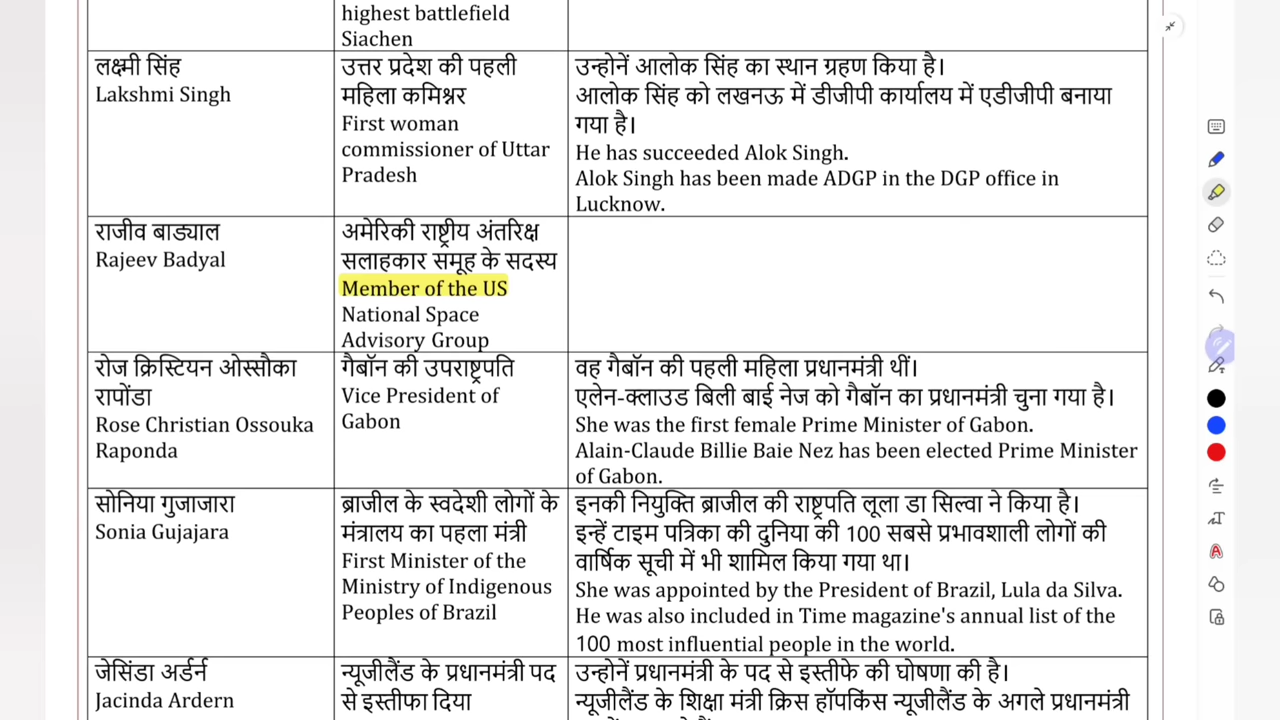 highest battlefield
Siachen
लक्ष्मी सिंह
Lakshmi Singh
उत्तर प्रदेश की पहली
महिला कमिश्नर
First woman
commissioner of Uttar
Pradesh
उन्होनें आलोक सिंह का स्थान ग्रहण किया है।
आलोक सिंह को लखनऊ में डीजीपी कार्यालय में एडीजीपी बनाया
गया है।
He has succeeded Alok Singh.
Alok Singh has been made ADGP in the DGP office in
Lucknow.
राजीव बाड्याल
Rajeev Badyal
अमेरिकी राष्ट्रीय अंतरिक्ष
सलाहकार समूह के सदस्य
Member of the US
National Space
Advisory Group
रोज क्रिस्टियन ओस्सौका
रापोंडा
Rose Christian Ossouka
Raponda
गैबॉन की उपराष्ट्रपति
Vice President of
Gabon
वह गैबॉन की पहली महिला प्रधानमंत्री थीं।
एलेन-क्लाउड बिली बाई नेज को गैबॉन का प्रधानमंत्री चुना गया है।
She was the first female Prime Minister of Gabon.
Alain-Claude Billie Baie Nez has been elected Prime Minister
of Gabon.
सोनिया गुजाजारा
Sonia Gujajara
ब्राजील के स्वदेशी लोगों के
मंत्रालय का पहला मंत्री
First Minister of the
Ministry of Indigenous
Peoples of Brazil
इनकी नियुक्ति ब्राजील की राष्ट्रपति लूला डा सिल्वा ने किया है।
इन्हें टाइम पत्रिका की दुनिया की 100 सबसे प्रभावशाली लोगों की
वार्षिक सूची में भी शामिल किया गया था।
She was appointed by the President of Brazil, Lula da Silva.
He was also included in Time magazine's annual list of the
100 most influential people in the world.
जेसिंडा अर्डर्न
Jacinda Ardern
न्यूजीलैंड के प्रधानमंत्री पद
से इस्तीफा दिया
उन्होनें प्रधानमंत्री के पद से इस्तीफे की घोषणा की है।
न्यूजीलैंड के शिक्षा मंत्री क्रिस हॉपकिंस न्यूजीलैंड के अगले प्रधानमंत्री